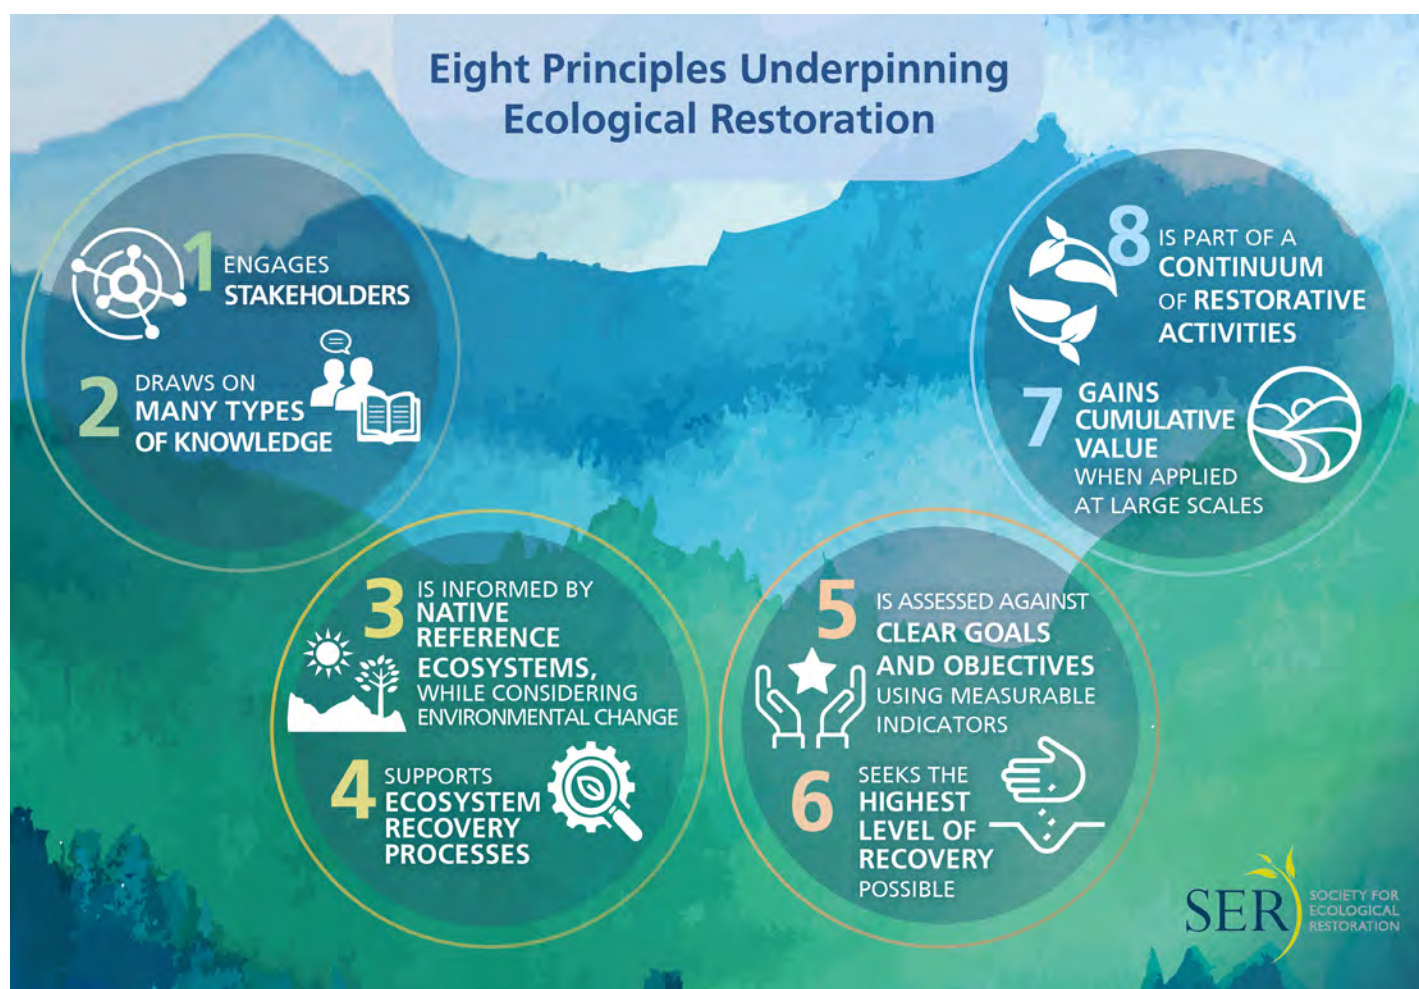 Eight Principles Underpinning
Ecological Restoration
1
ENGAGES
STAKEHOLDERS
2
DRAWS ON
MANY TYPES
OF KNOWLEDGE
3
IS INFORMED BY
NATIVE
REFERENCE
ECOSYSTEMS,
WHILE CONSIDERING
ENVIRONMENTAL CHANGE
4
SUPPORTS
ECOSYSTEM
RECOVERY
PROCESSES
5
IS ASSESSED AGAINST
CLEAR GOALS
AND OBJECTIVES
USING MEASURABLE
INDICATORS
6
SEEKS THE
HIGHEST
LEVEL OF
RECOVERY
POSSIBLE
7
GAINS
CUMULATIVE
VALUE
WHEN APPLIED
AT LARGE SCALES
8
IS PART OF A
CONTINUUM
OF RESTORATIVE
ACTIVITIES
SER
SOCIETY FOR
ECOLOGICAL
RESTORATION